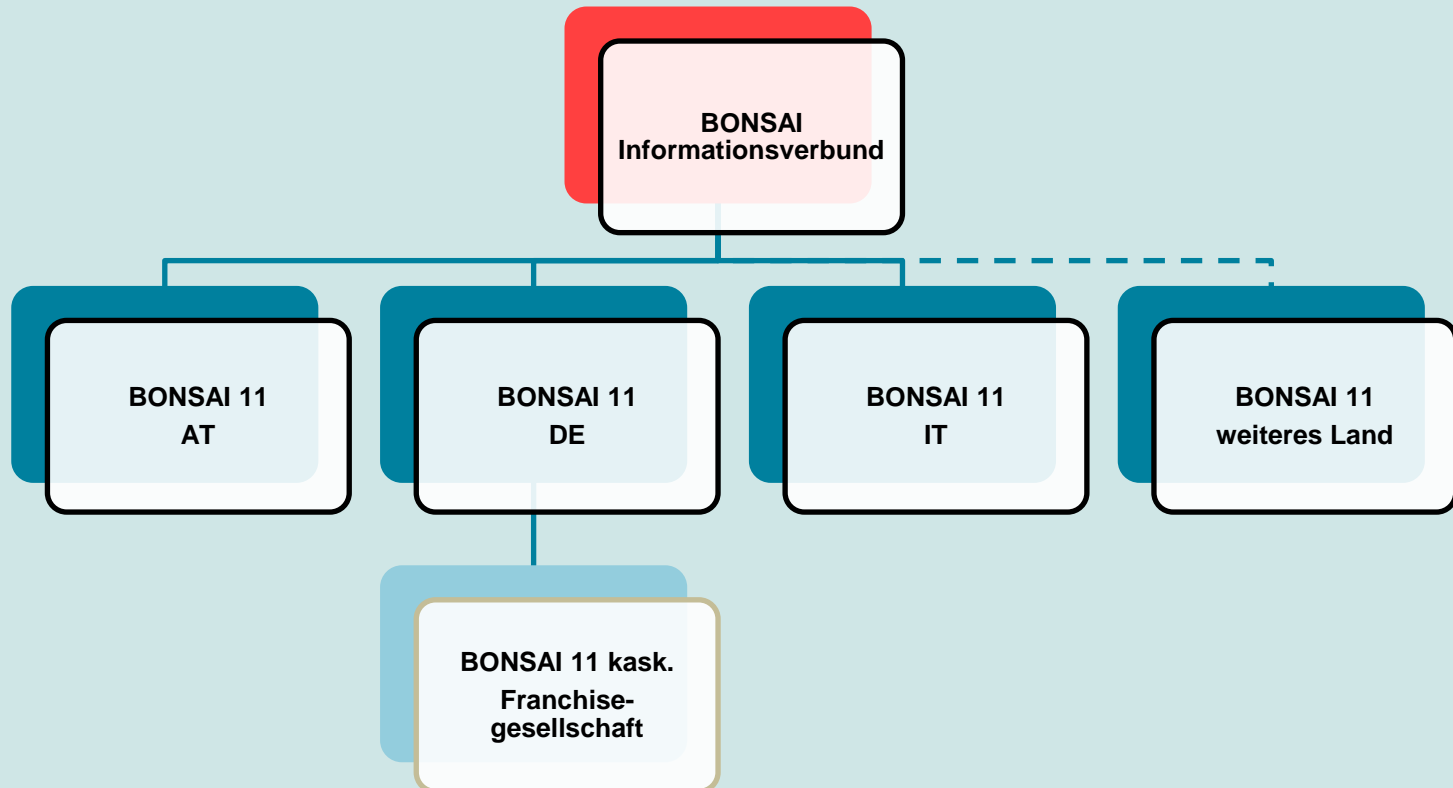 BONSAI
Informationsverbund
BONSAI 11
AT
BONSAI 11
DE
BONSAI 11
IT
BONSAI 11
weiteres Land
BONSAI 11 kask.
Franchise-
gesellschaft